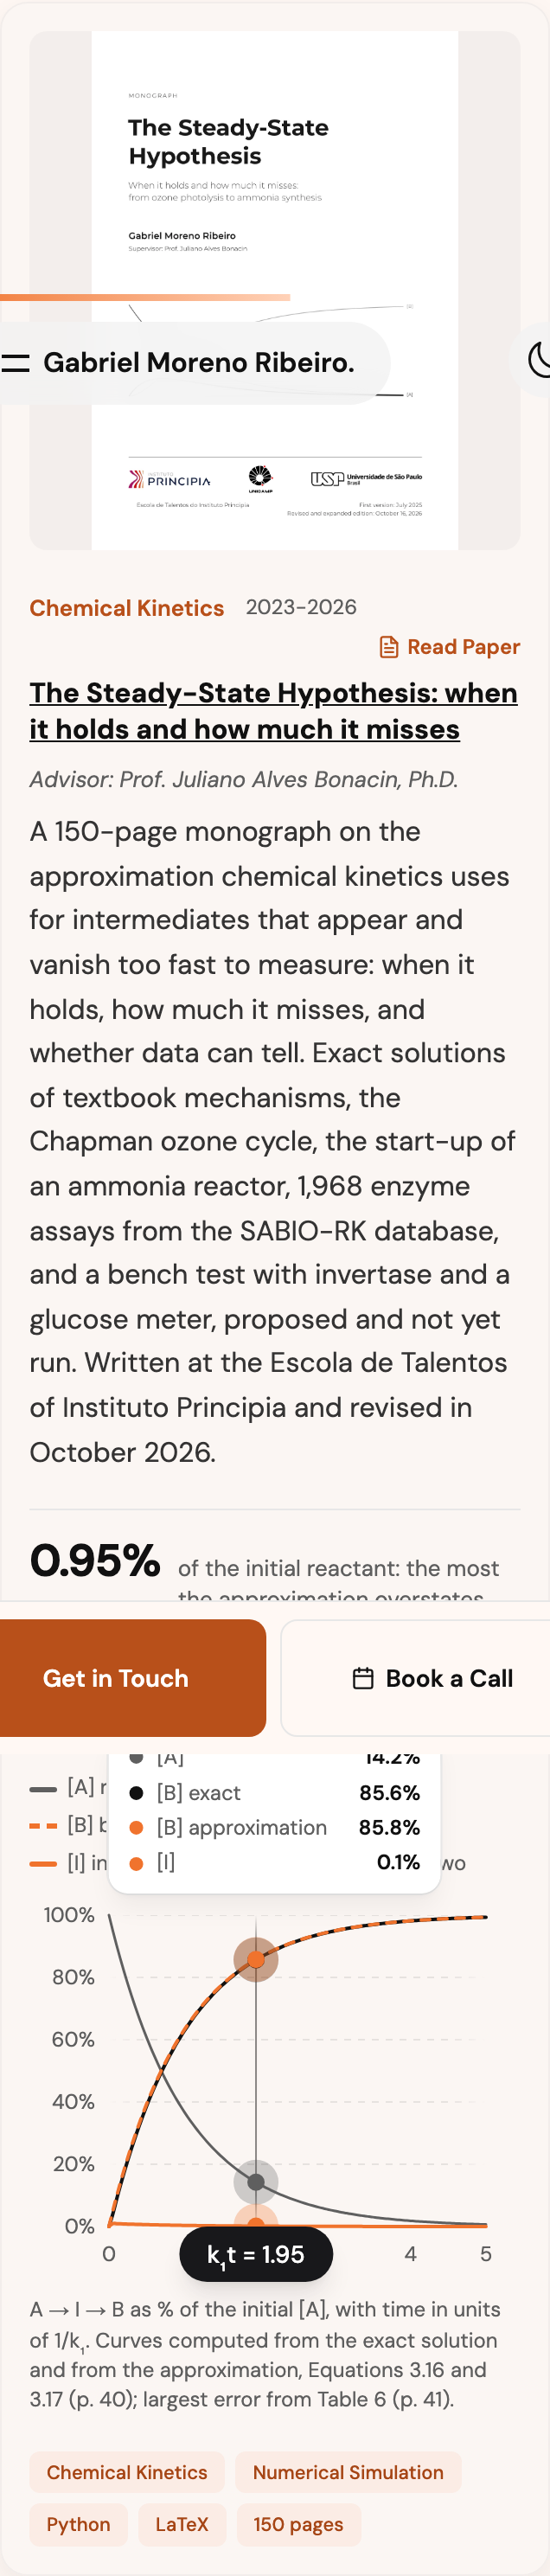 MONOGRAPH
The Steady-State
Hypothesis
When it holds and how much it misses:
from ozone photolysis to ammonia synthesis
Gabriel Moreno Ribeiro
Supervisor: Prof. Juliano Alves Bonacin
[B]
Gabriel Moreno Ribeiro.
[A]
INSTITUTO
PRINCIPIA
UNICAMP
USP Universidade de São Paulo
Brasil
Escola de Talentos do Instituto Principia
First version: July 2025
Revised and expanded edition: October 16, 2026
Chemical Kinetics 2023-2026
Read Paper
The Steady-State Hypothesis: when
it holds and how much it misses
Advisor: Prof. Juliano Alves Bonacin, Ph.D.
A 150-page monograph on the
approximation chemical kinetics uses
for intermediates that appear and
vanish too fast to measure: when it
holds, how much it misses, and
whether data can tell. Exact solutions
of textbook mechanisms, the
Chapman ozone cycle, the start-up of
an ammonia reactor, 1,968 enzyme
assays from the SABIO-RK database,
and a bench test with invertase and a
glucose meter, proposed and not yet
run. Written at the Escola de Talentos
of Instituto Principia and revised in
October 2026.
0.95% of the initial reactant: the most
the approximation overstates
Get in Touch
Book a Call
[A] 14.2%
[B] exact 85.6%
[B] approximation 85.8%
[I] 0.1%
[A] r
[B] b
[I] in
wo
100%
80%
60%
40%
20%
0%
0 4 5
k₁t = 1.95
A → I → B as % of the initial [A], with time in units
of 1/k₁. Curves computed from the exact solution
and from the approximation, Equations 3.16 and
3.17 (p. 40); largest error from Table 6 (p. 41).
Chemical Kinetics
Numerical Simulation
Python
LaTeX
150 pages